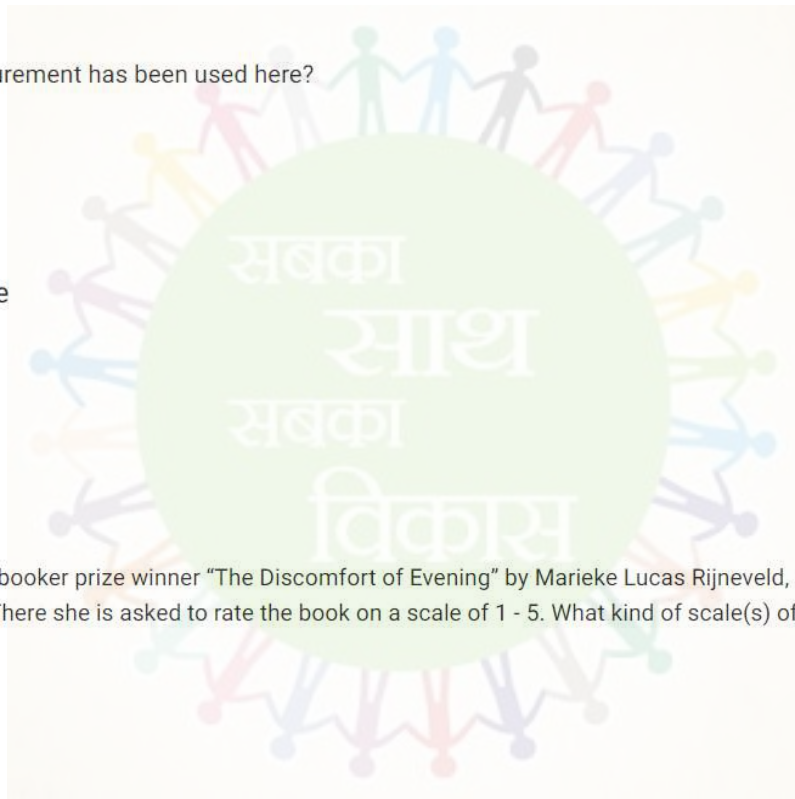 urement has been used here?
सबका
e
साथ
सबका
विकास
booker prize winner “The Discomfort of Evening” by Marieke Lucas Rijneveld,
here she is asked to rate the book on a scale of 1 - 5. What kind of scale(s) of